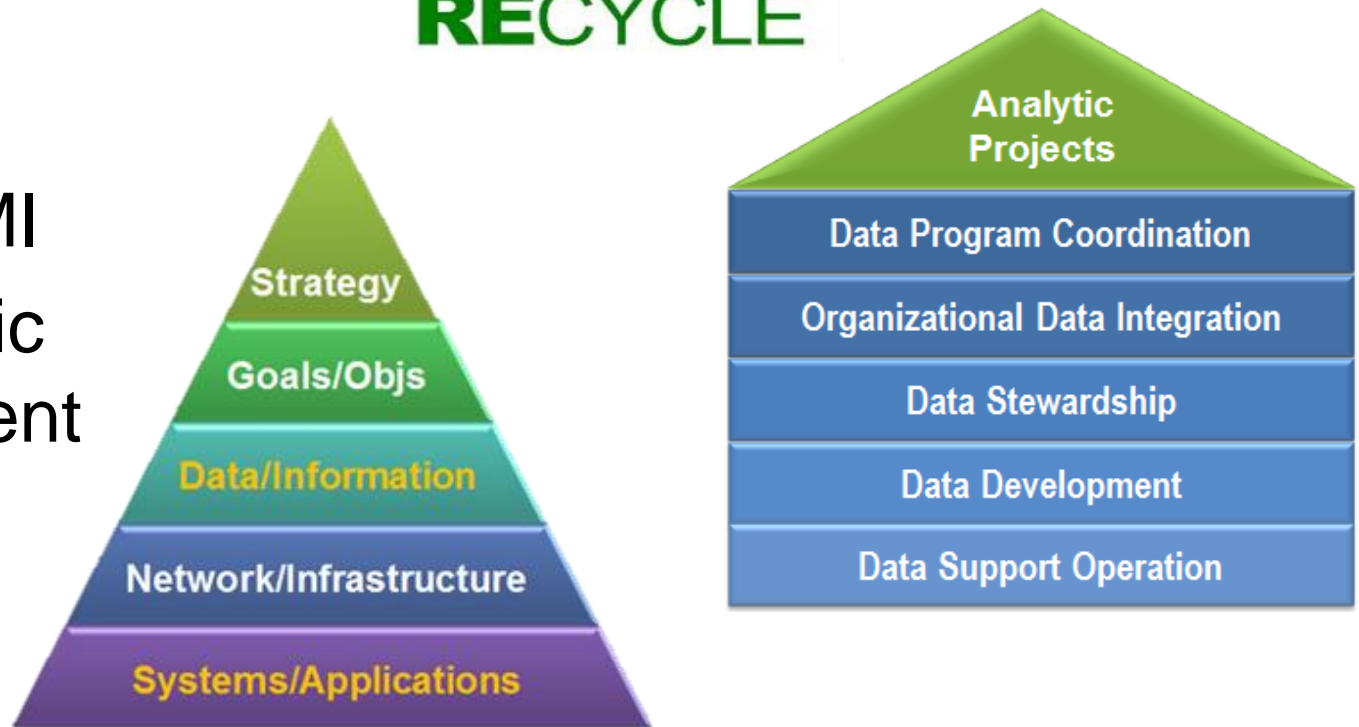 RECYCLE
MI
ic
ent
Strategy
Goals/Objs
Data/Information
Network/Infrastructure
Systems/Applications
Analytic
Projects
Data Program Coordination
Organizational Data Integration
Data Stewardship
Data Development
Data Support Operation